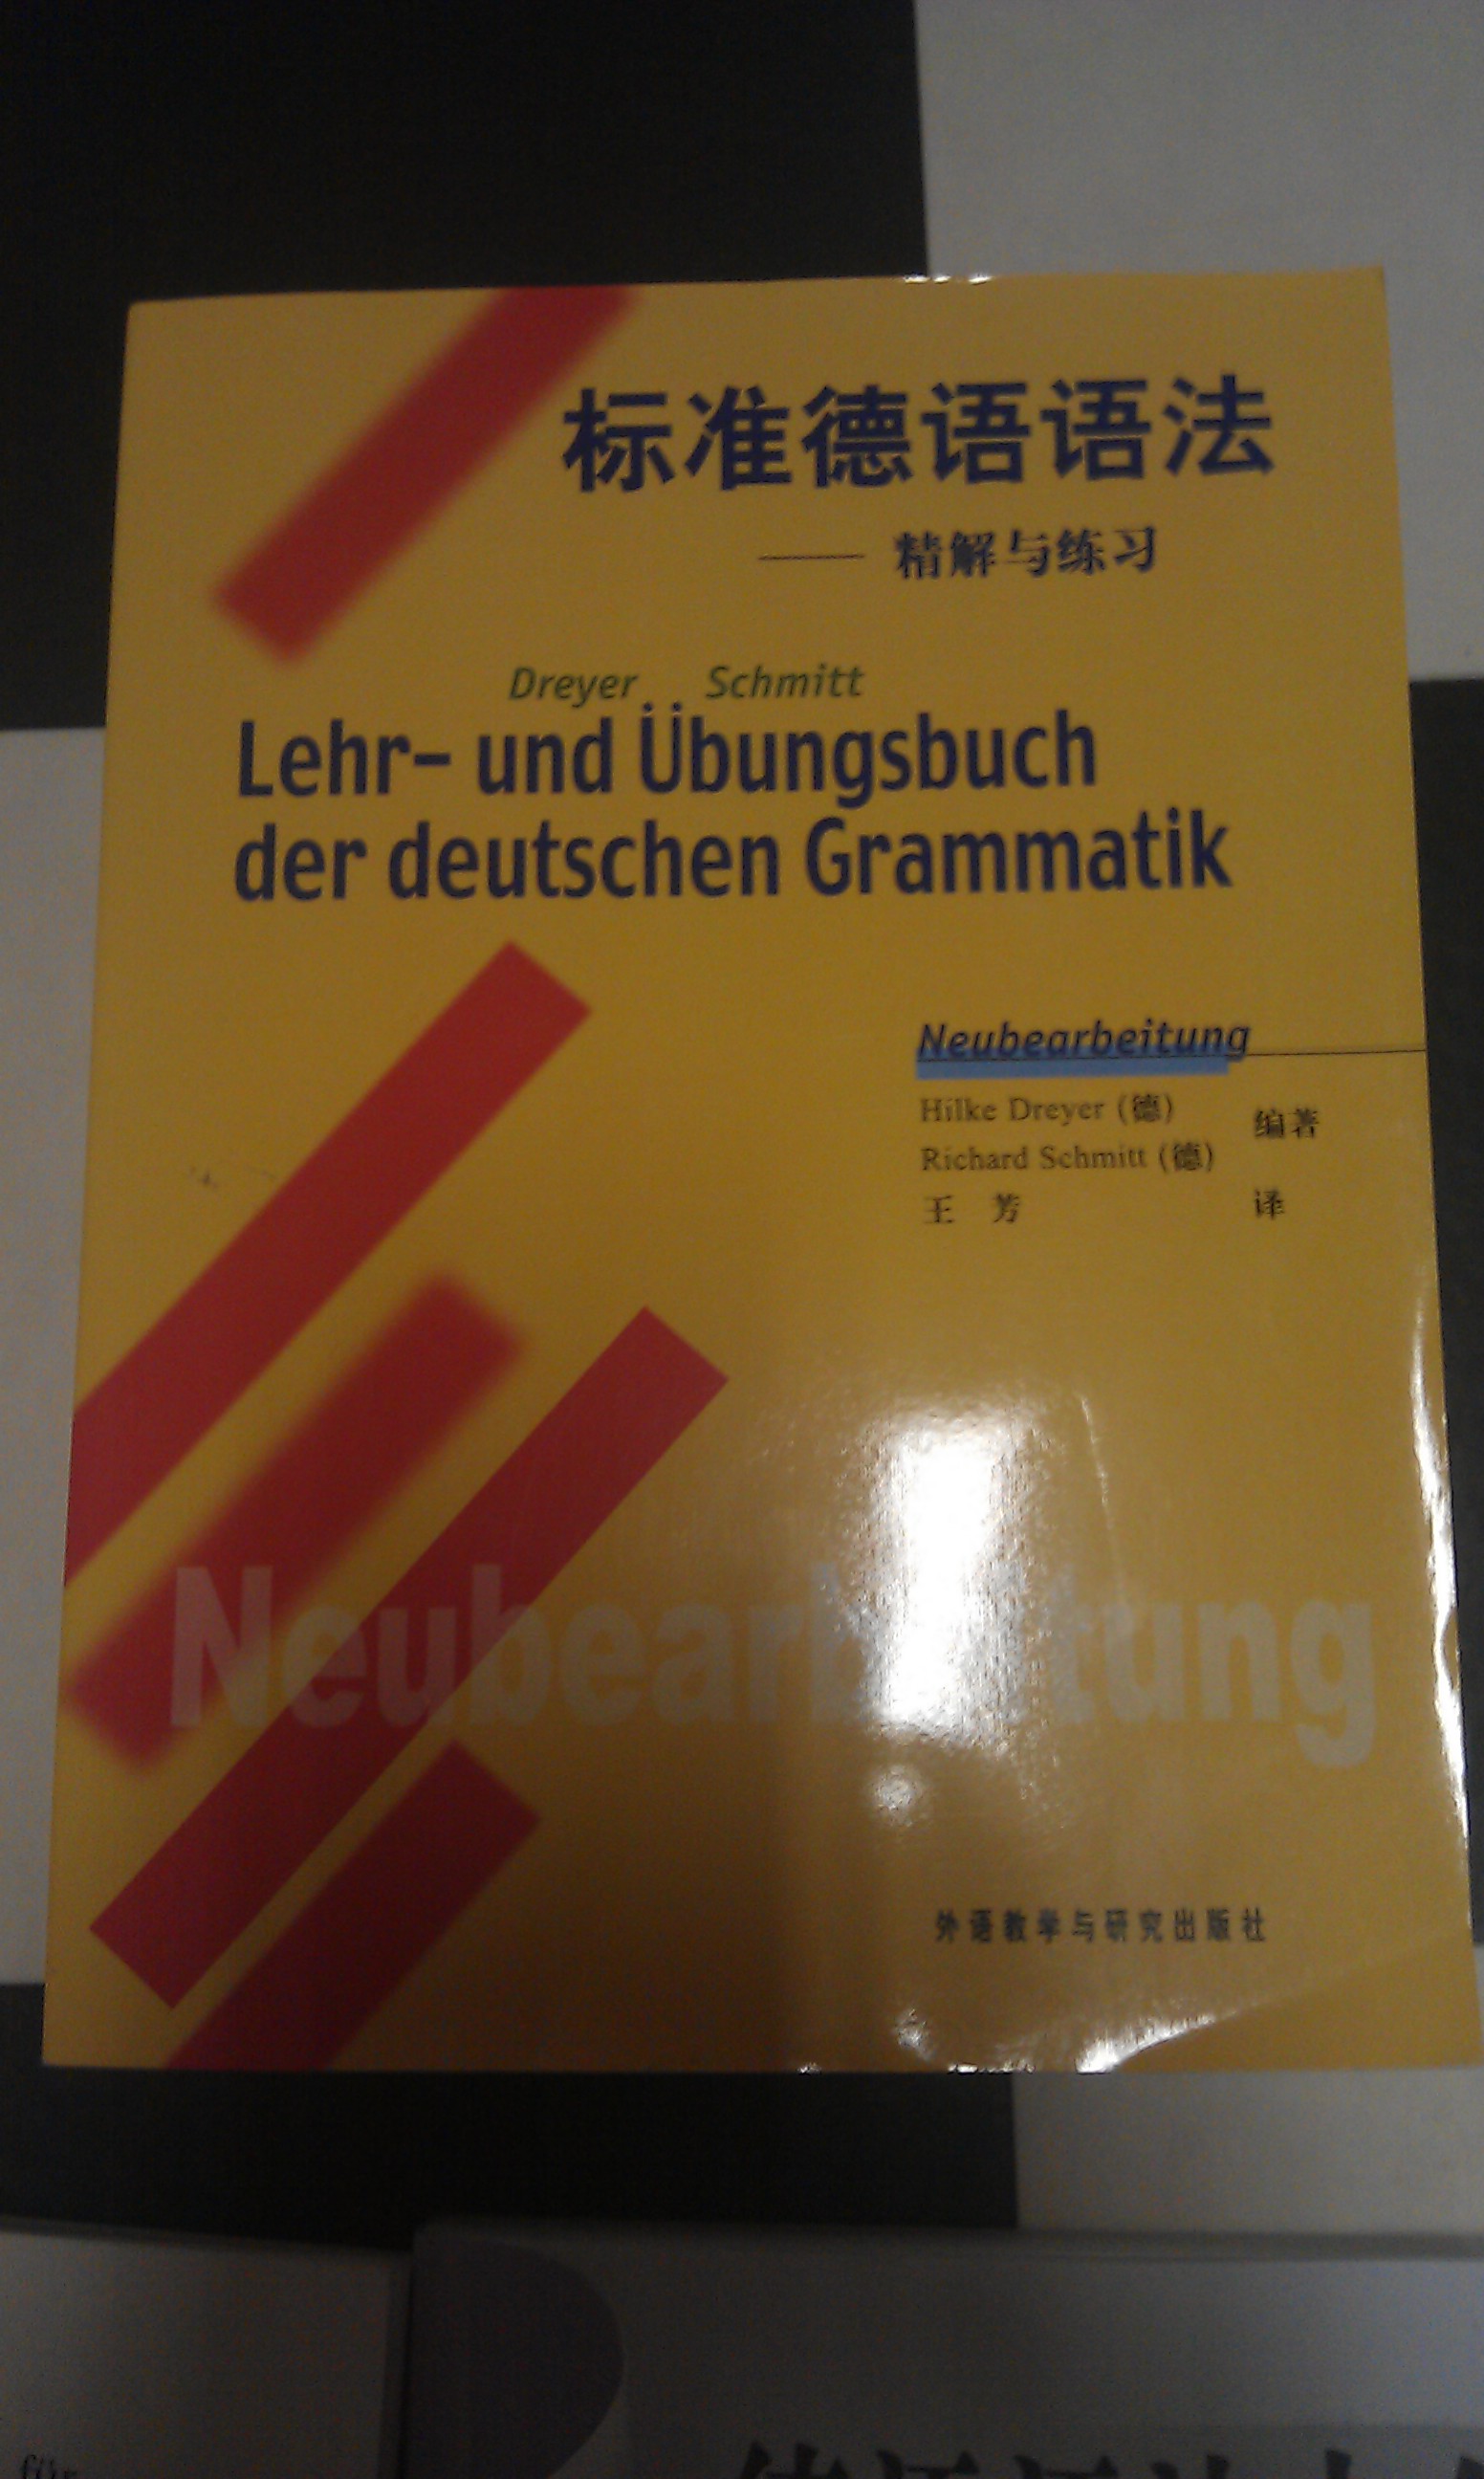 标准德语语法
—— 精解与练习
Dreyer Schmitt
Lehr- und Übungsbuch
der deutschen Grammatik
Neubearbeitung
Hilke Dreyer (德)
Richard Schmitt (德)
编著
王 芳 译
Neubearbeitung
外语教学与研究出版社
für